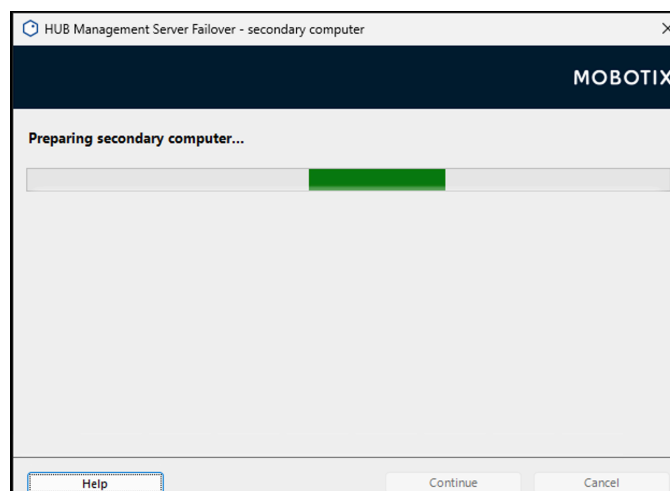 HUB Management Server Failover - secondary computer
MOBOTIX
Preparing secondary computer...
Help
Continue
Cancel